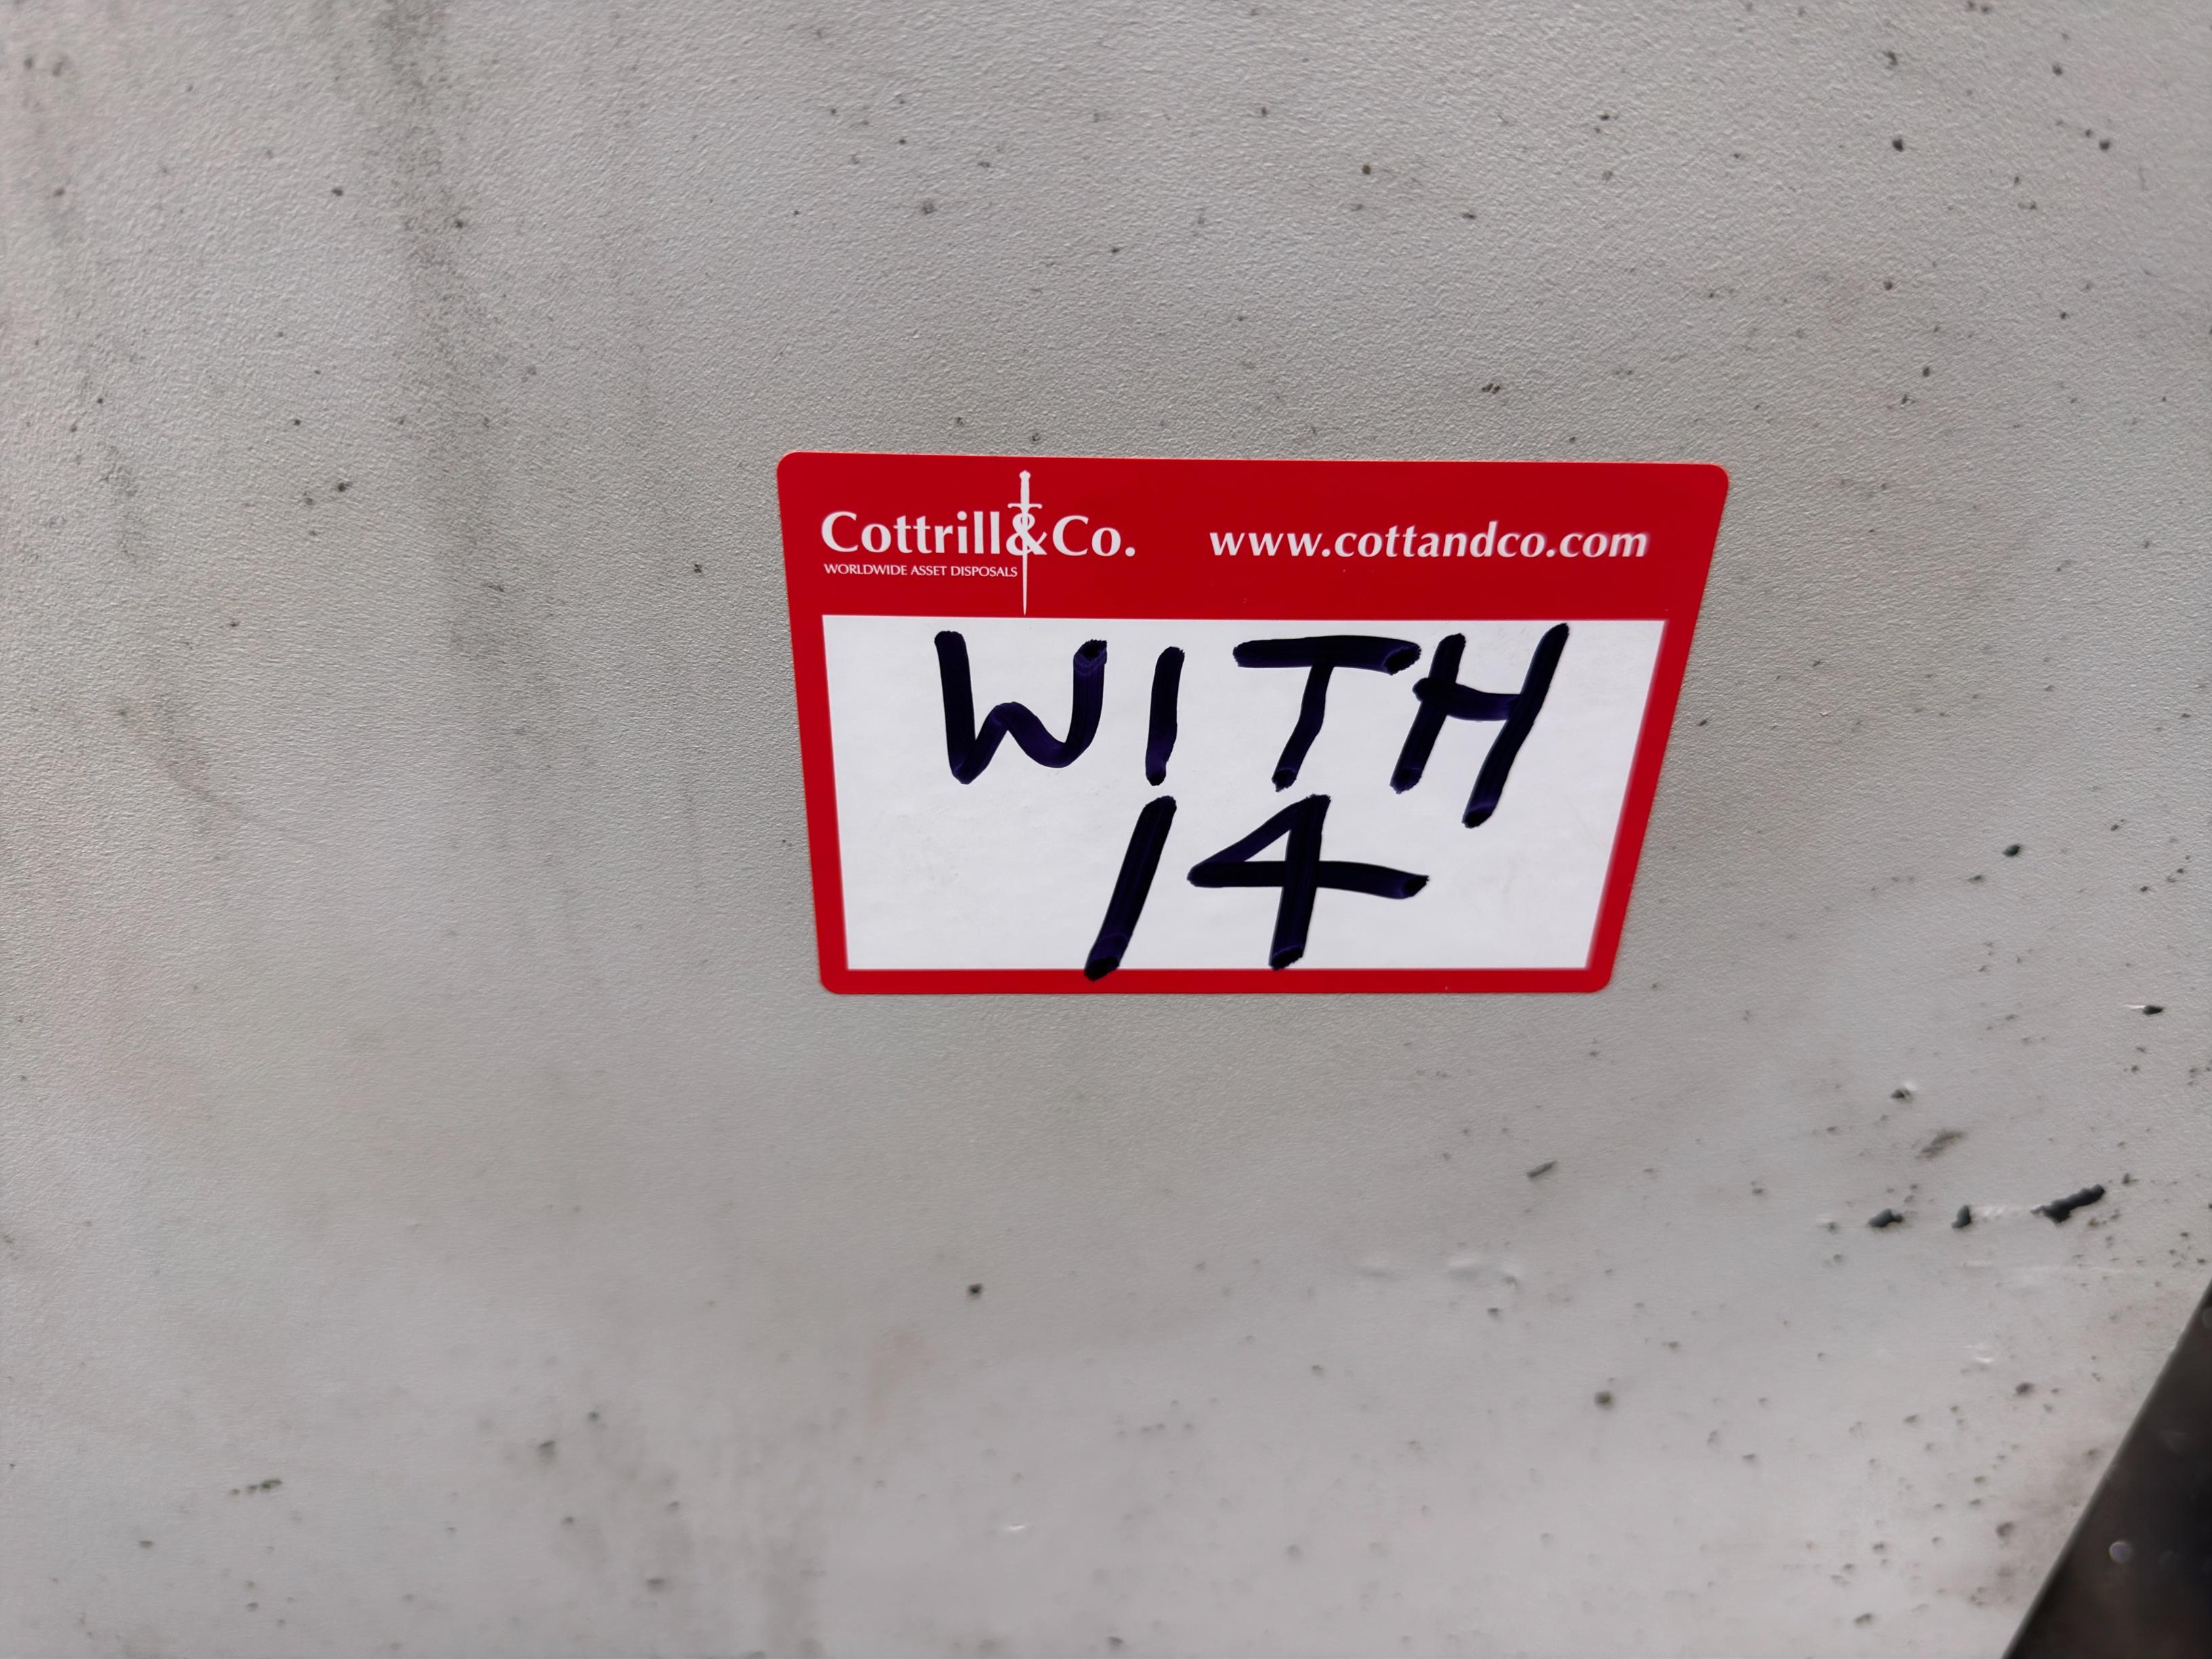 Cottrill&Co. www.cottandco.com
WORLDWIDE ASSET DISPOSALS
WITH
14